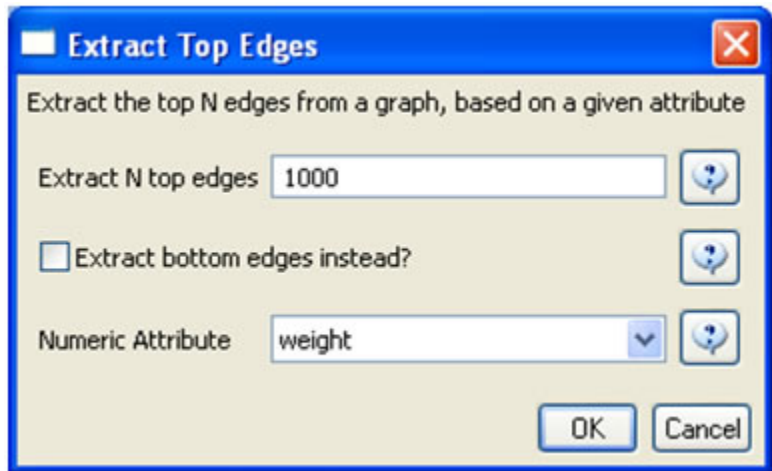 Extract Top Edges
Extract the top N edges from a graph, based on a given attribute
Extract N top edges 1000
Extract bottom edges instead?
Numeric Attribute weight
OK Cancel